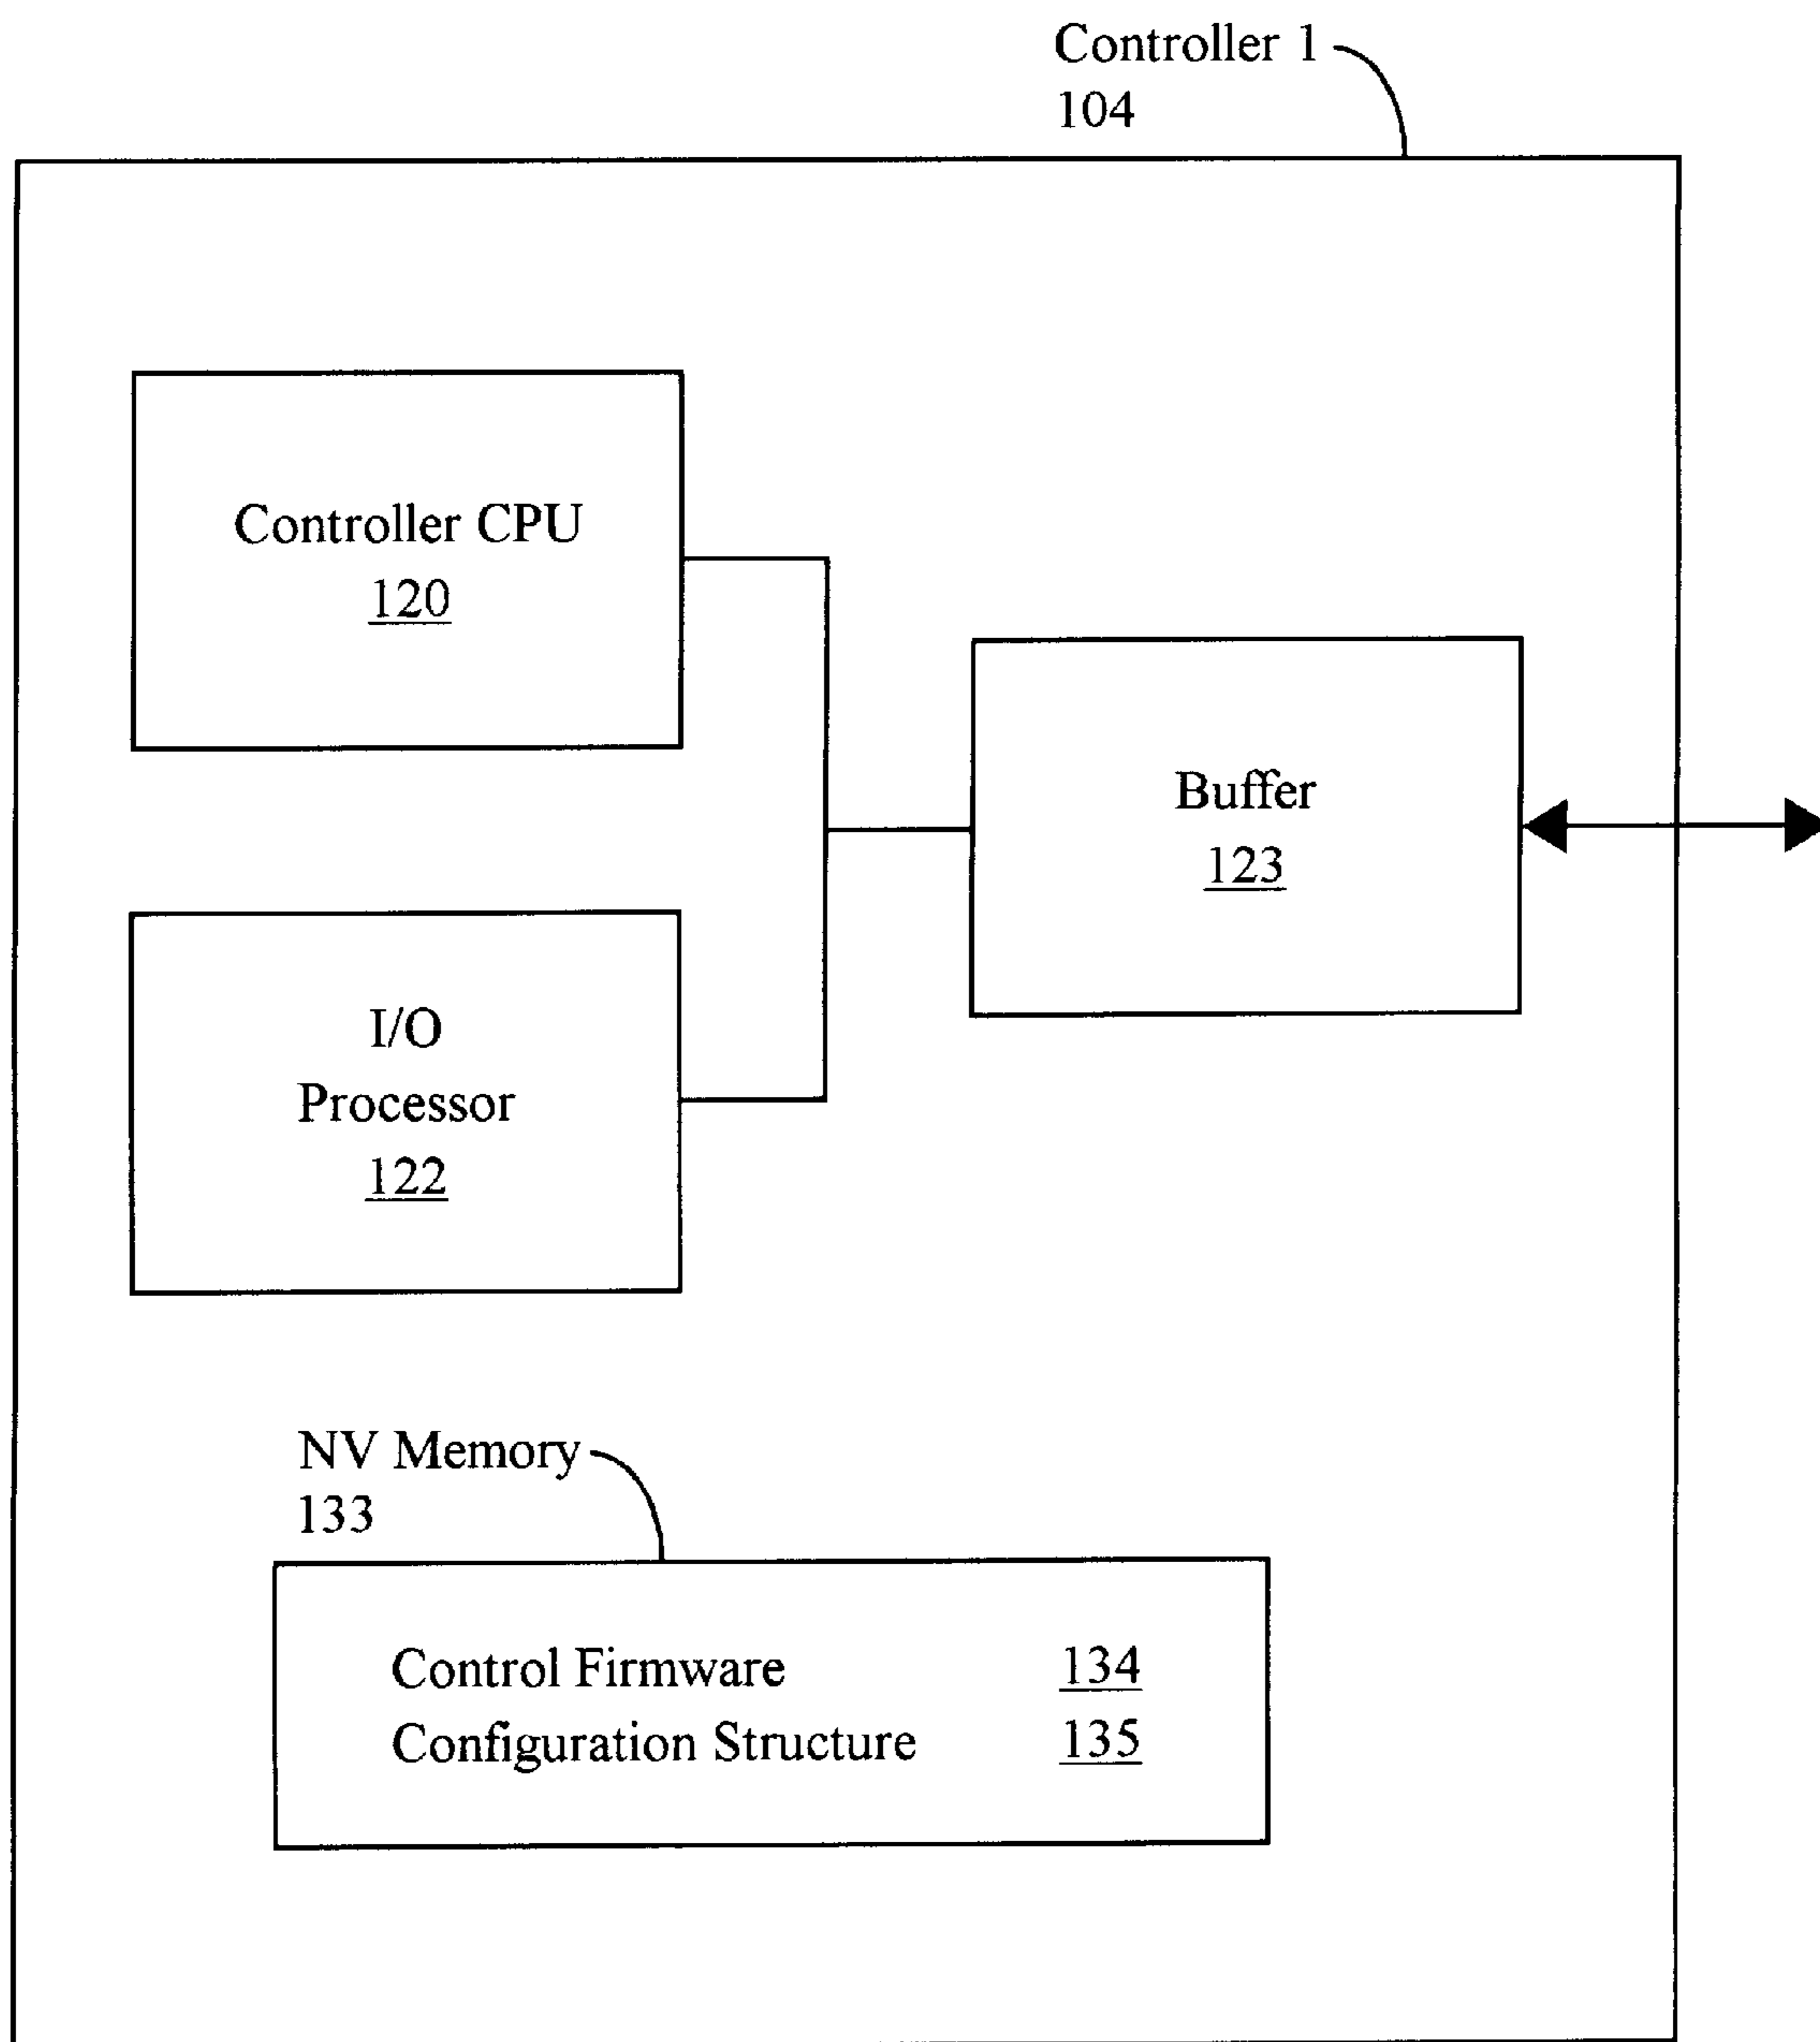 Controller 1
104
Controller CPU
120
Buffer
123
I/O
Processor
122
NV Memory
133
Control Firmware 134
Configuration Structure 135